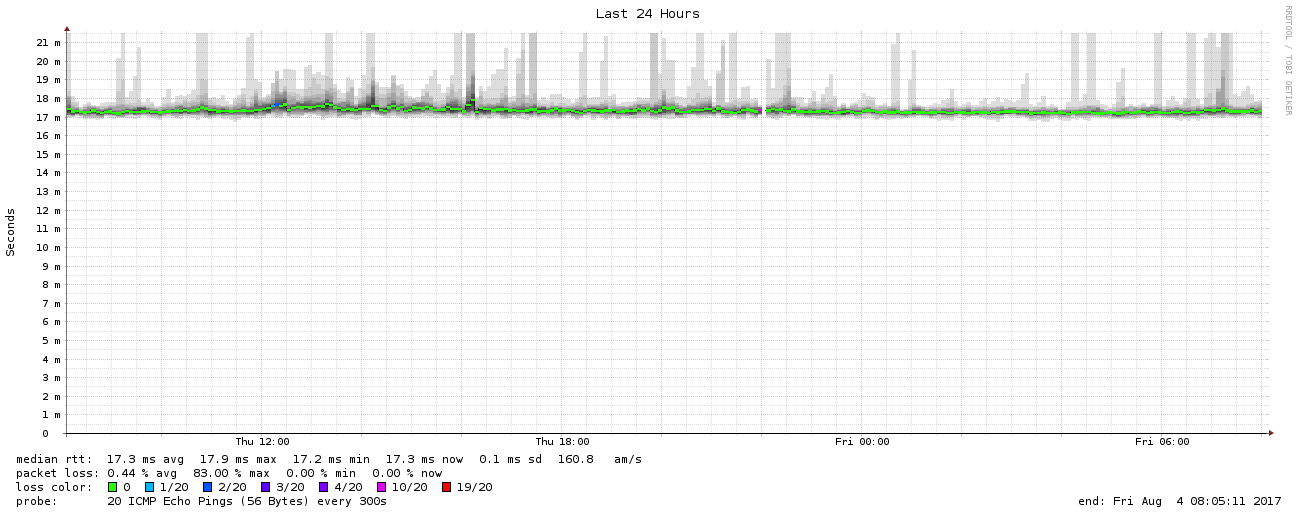 Last 24 Hours
RRDTOOL / TOBI OETIKER
Seconds
21 m
20 m
19 m
18 m
17 m
16 m
15 m
14 m
13 m
12 m
11 m
10 m
9 m
8 m
7 m
6 m
5 m
4 m
3 m
2 m
1 m
0
Thu 12:00 Thu 18:00 Fri 00:00 Fri 06:00
median rtt: 17.3 ms avg 17.9 ms max 17.2 ms min 17.3 ms now 0.1 ms sd 160.8 am/s
packet loss: 0.44 % avg 83.00 % max 0.00 % min 0.00 % now
loss color: 0 1/20 2/20 3/20 4/20 10/20 19/20
probe: 20 ICMP Echo Pings (56 Bytes) every 300s end: Fri Aug 4 08:05:11 2017